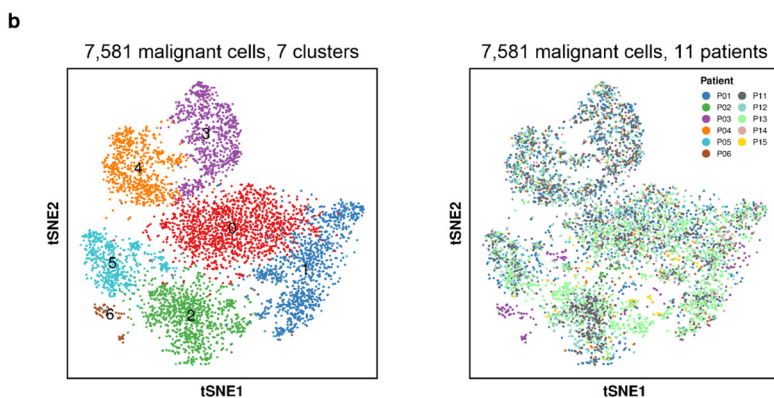 b
7,581 malignant cells, 7 clusters
3
4
0
1
5
2
6
tSNE2
tSNE1
7,581 malignant cells, 11 patients
Patient
P01 P11
P02 P12
P03 P13
P04 P14
P05 P15
P06
tSNE2
tSNE1